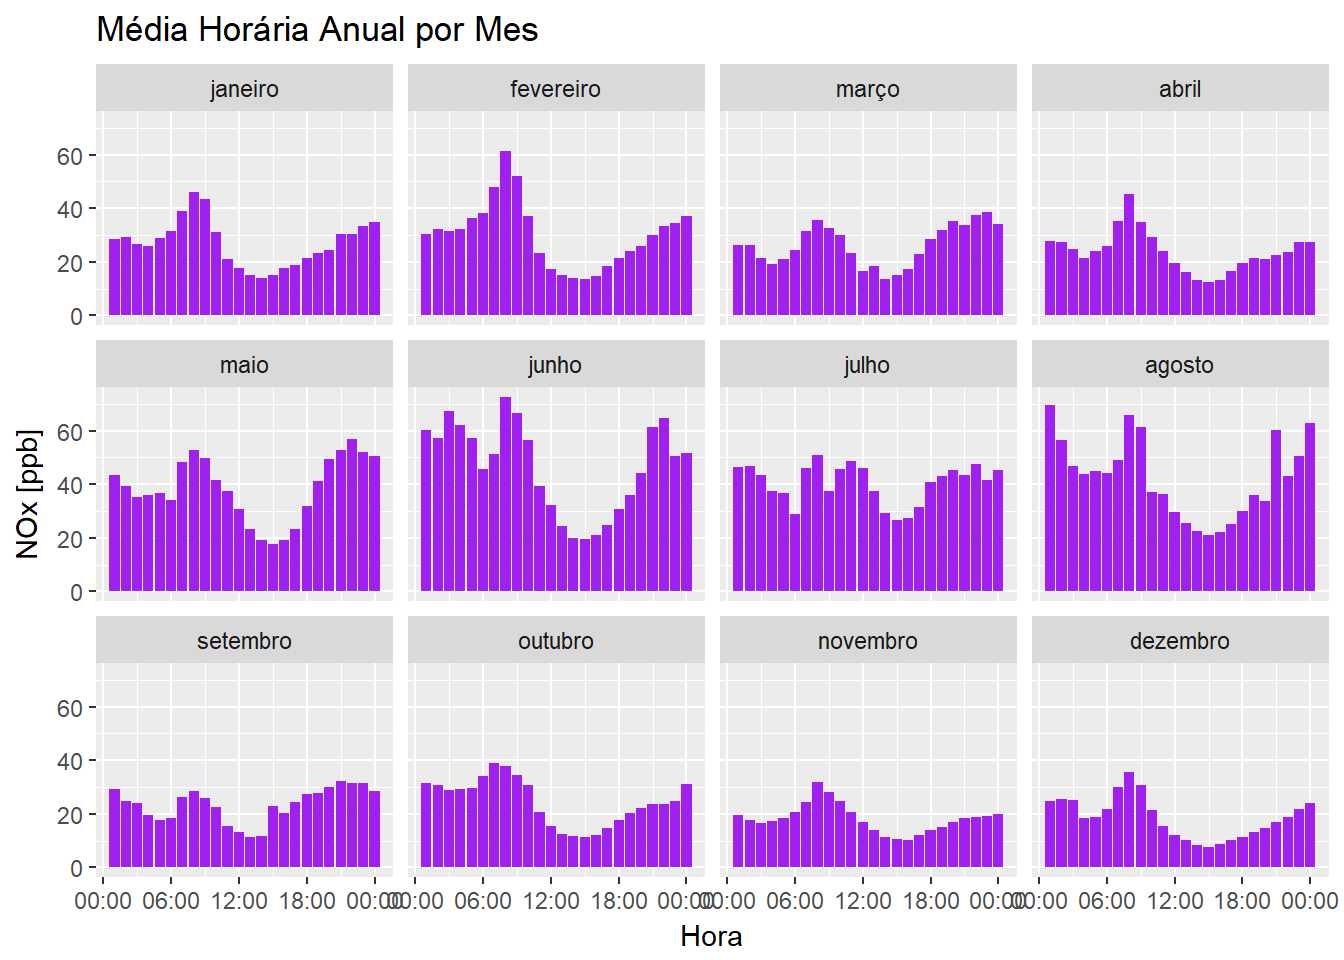 Média Horária Anual por Mes
janeiro fevereiro março abril
60
40
20
0
maio junho julho agosto
NOx [ppb]
60
40
20
0
setembro outubro novembro dezembro
60
40
20
0
00:00 06:00 12:00 18:00 00:00 00:00 06:00 12:00 18:00 00:00 00:00 06:00 12:00 18:00 00:00 00:00 06:00 12:00 18:00 00:00
Hora